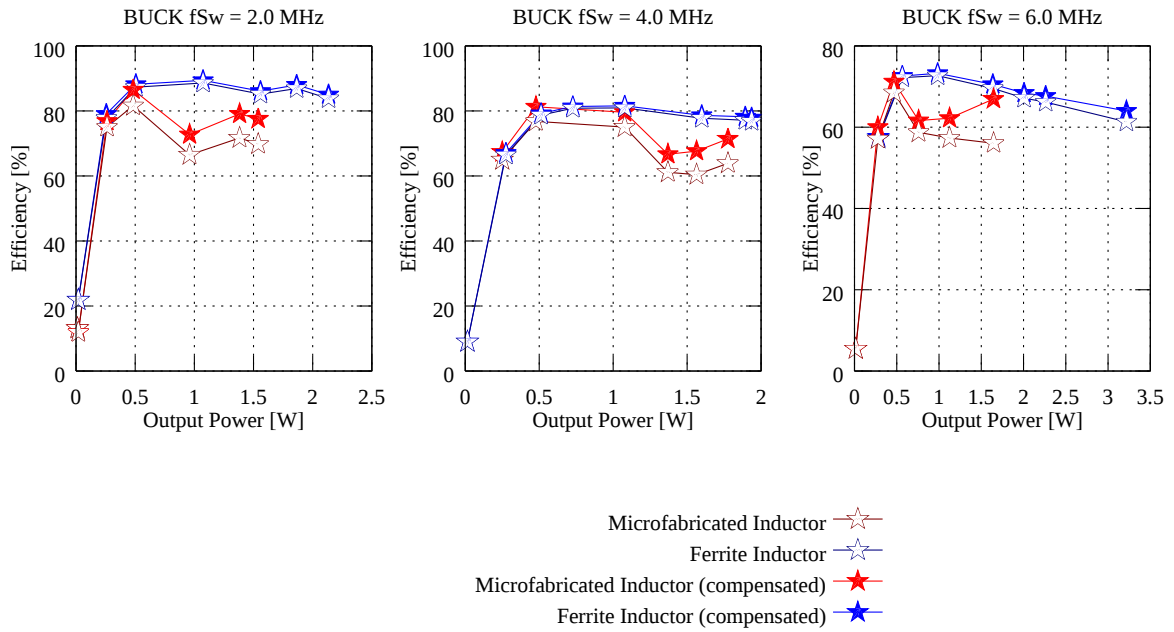 BUCK fSw = 2.0 MHz
BUCK fSw = 4.0 MHz
BUCK fSw = 6.0 MHz
Efficiency [%]
100
80
60
40
20
0
0 0.5 1 1.5 2 2.5
Output Power [W]
Efficiency [%]
100
80
60
40
20
0
0 0.5 1 1.5 2
Output Power [W]
Efficiency [%]
80
60
40
20
0
0 0.5 1 1.5 2 2.5 3 3.5
Output Power [W]
Microfabricated Inductor
Ferrite Inductor
Microfabricated Inductor (compensated)
Ferrite Inductor (compensated)